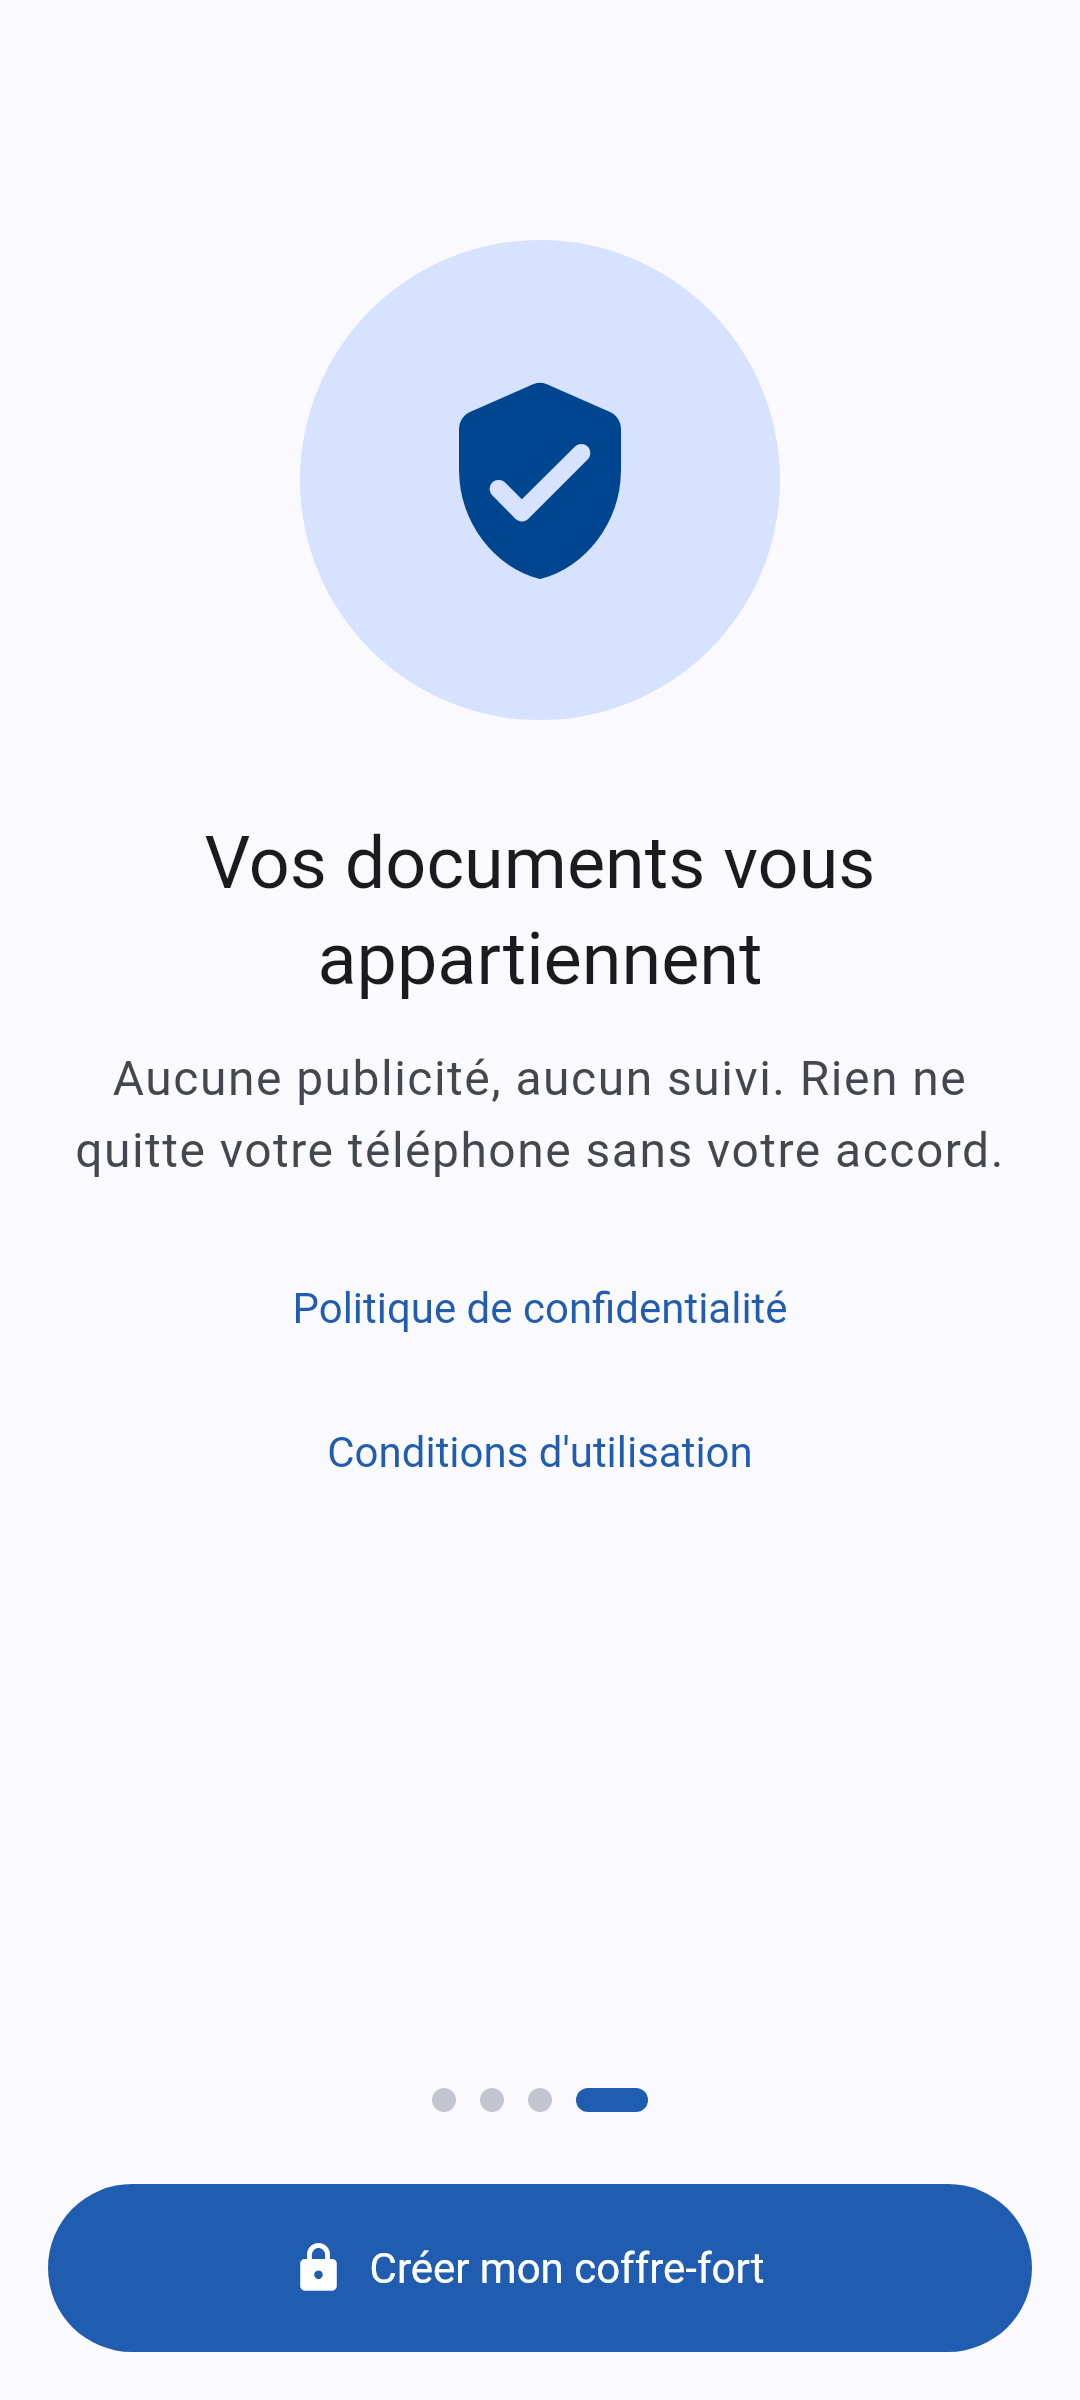 Vos documents vous
appartiennent
Aucune publicité, aucun suivi. Rien ne
quitte votre téléphone sans votre accord.
Politique de confidentialité
Conditions d'utilisation
Créer mon coffre-fort